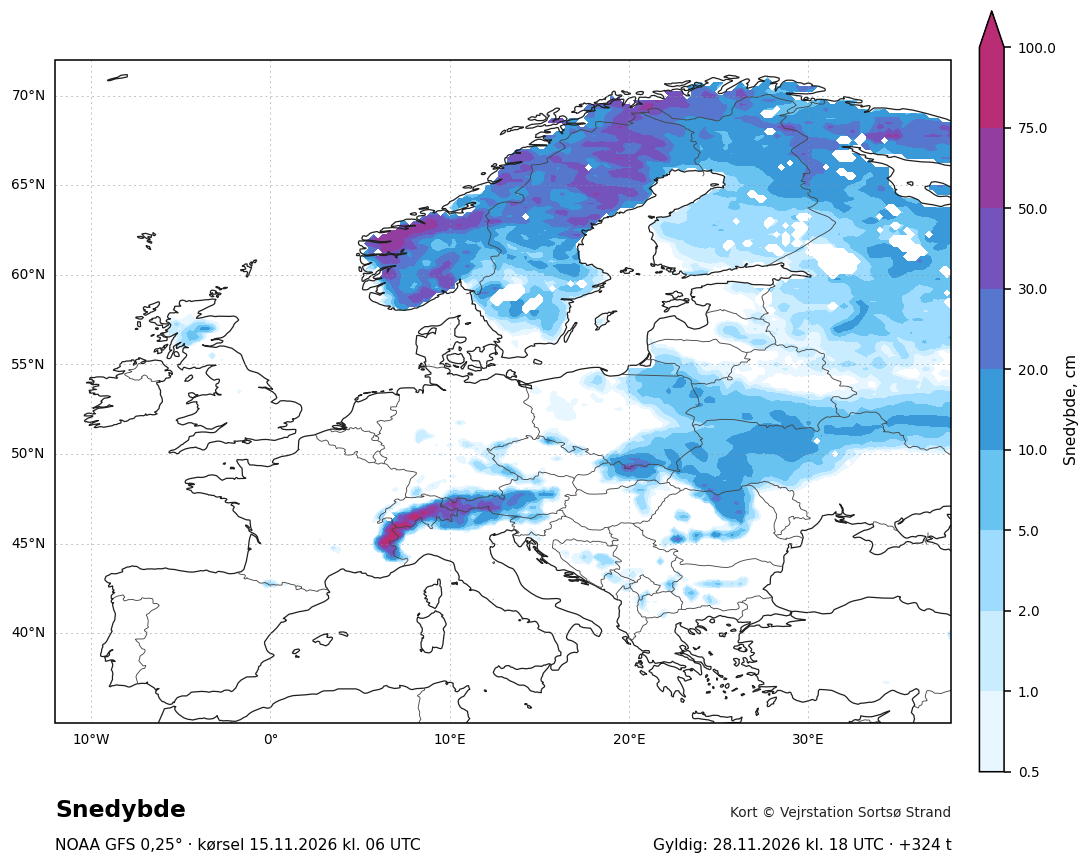 70°N
65°N
60°N
55°N
50°N
45°N
40°N
10°W
0°
10°E
20°E
30°E
100.0
75.0
50.0
30.0
20.0
10.0
5.0
2.0
1.0
0.5
Snedybde, cm
Snedybde
Kort © Vejrstation Sortsø Strand
NOAA GFS 0,25° · kørsel 15.11.2026 kl. 06 UTC
Gyldig: 28.11.2026 kl. 18 UTC · +324 t